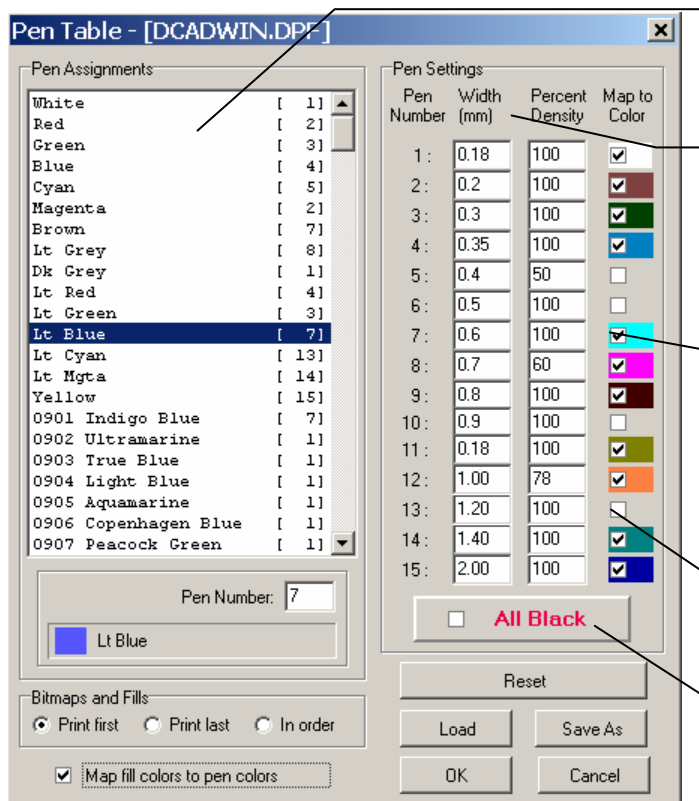 Pen Table - [DCADWIN.DPF]
Pen Assignments
White [ 1]
Red [ 2]
Green [ 3]
Blue [ 4]
Cyan [ 5]
Magenta [ 2]
Brown [ 7]
Lt Grey [ 8]
Dk Grey [ 1]
Lt Red [ 4]
Lt Green [ 3]
Lt Blue [ 7]
Lt Cyan [ 13]
Lt Mgta [ 14]
Yellow [ 15]
0901 Indigo Blue [ 7]
0902 Ultramarine [ 1]
0903 True Blue [ 1]
0904 Light Blue [ 1]
0905 Aquamarine [ 1]
0906 Copenhagen Blue [ 1]
0907 Peacock Green [ 1]
Pen Number: 7
Lt Blue
Bitmaps and Fills
Print first Print last In order
Map fill colors to pen colors
Pen Settings
Pen Width Percent Map to
Number (mm) Density Color
1: 0.18 100
2: 0.2 100
3: 0.3 100
4: 0.35 100
5: 0.4 50
6: 0.5 100
7: 0.6 100
8: 0.7 60
9: 0.8 100
10: 0.9 100
11: 0.18 100
12: 1.00 78
13: 1.20 100
14: 1.40 100
15: 2.00 100
All Black
Reset
Load Save As
OK Cancel